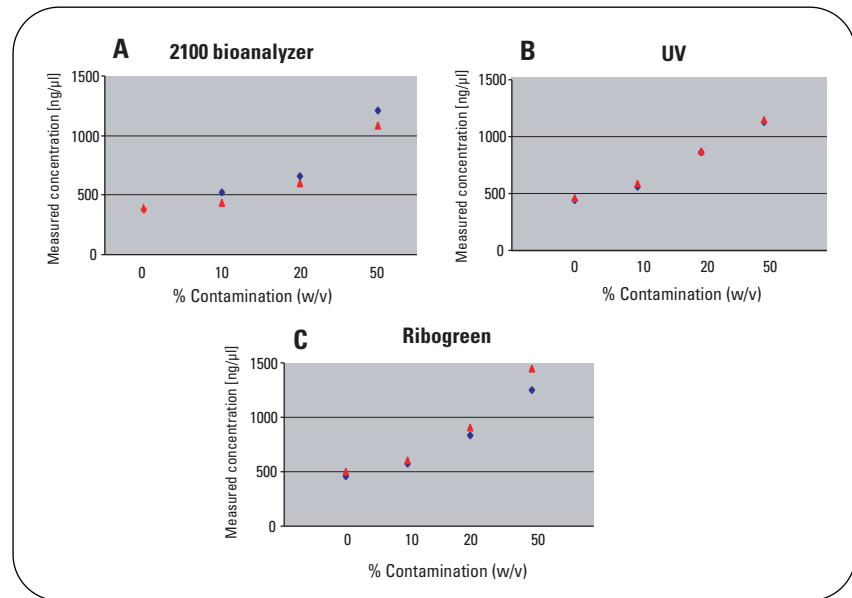 A
2100 bioanalyzer
Measured concentration [ng/µl]
1500
1000
500
0
0 10 20 50
% Contamination (w/v)
B
UV
Measured concentration [ng/µl]
1500
1000
500
0
0 10 20 50
% Contamination (w/v)
C
Ribogreen
Measured concentration [ng/µl]
1500
1000
500
0
0 10 20 50
% Contamination (w/v)